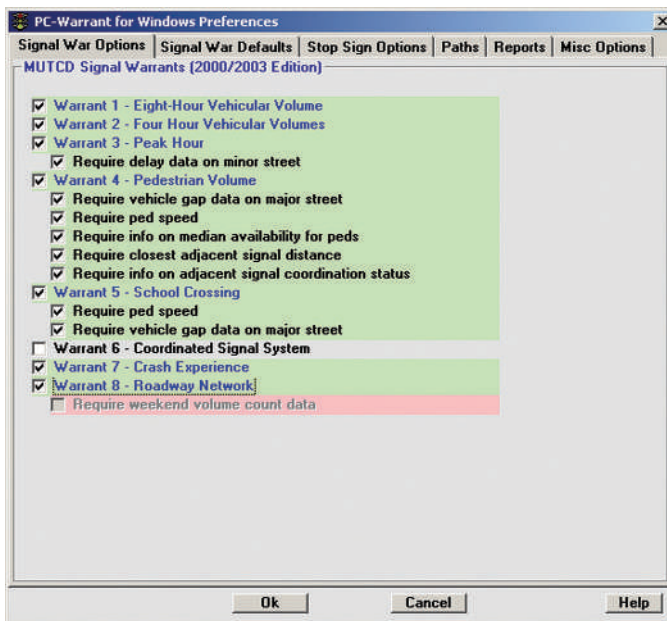 PC-Warrant for Windows Preferences
Signal War Options Signal War Defaults Stop Sign Options Paths Reports Misc Options
MUTCD Signal Warrants (2000/2003 Edition)
Warrant 1 - Eight-Hour Vehicular Volume
Warrant 2 - Four Hour Vehicular Volumes
Warrant 3 - Peak Hour
Require delay data on minor street
Warrant 4 - Pedestrian Volume
Require vehicle gap data on major street
Require ped speed
Require info on median availability for peds
Require closest adjacent signal distance
Require info on adjacent signal coordination status
Warrant 5 - School Crossing
Require ped speed
Require vehicle gap data on major street
Warrant 6 - Coordinated Signal System
Warrant 7 - Crash Experience
Warrant 8 - Roadway Network
Require weekend volume count data
Ok Cancel Help